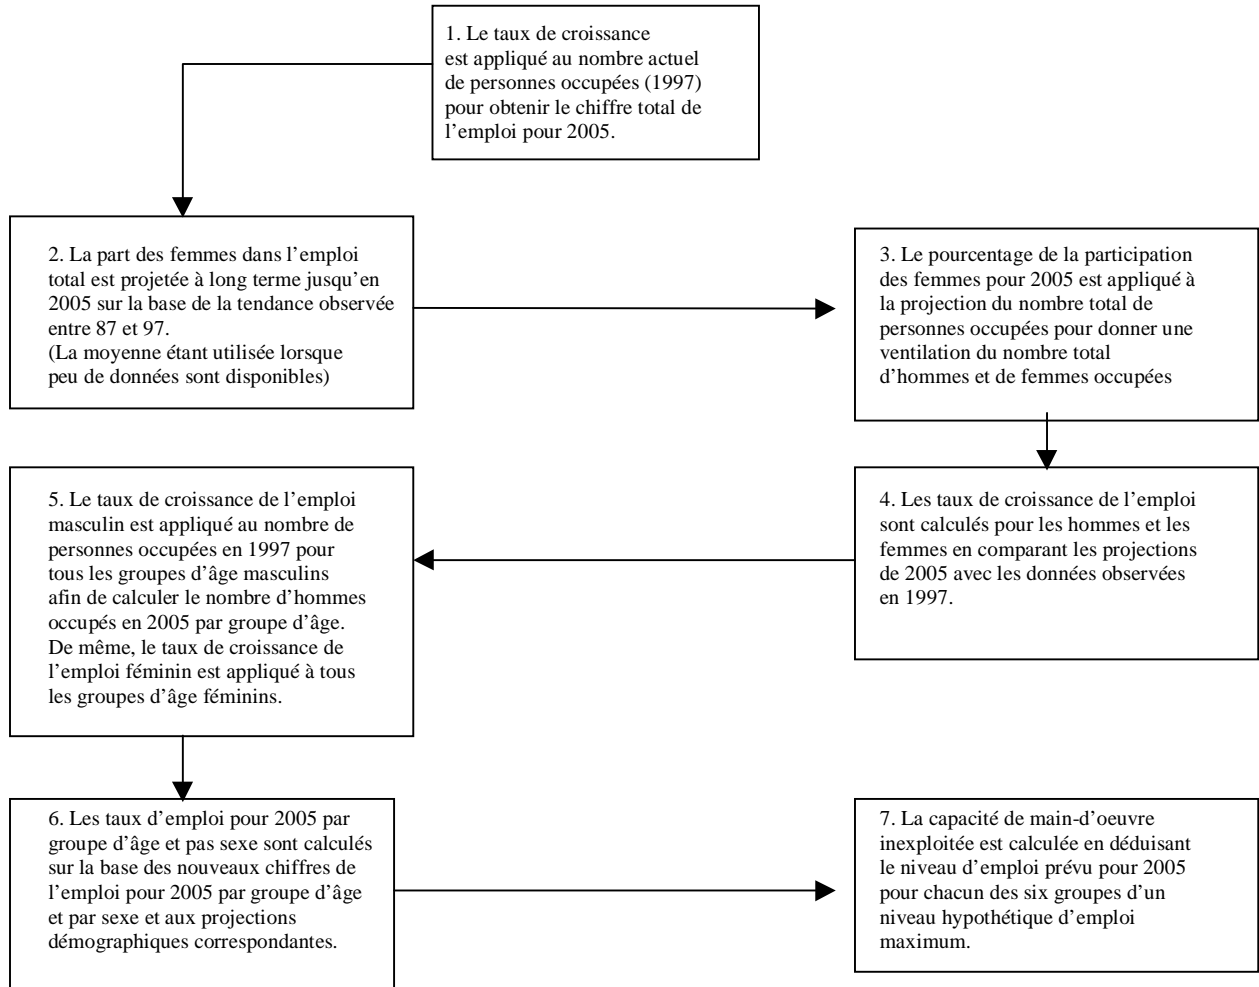 1. Le taux de croissance
est appliqué au nombre actuel
de personnes occupées (1997)
pour obtenir le chiffre total de
l’emploi pour 2005.
2. La part des femmes dans l’emploi
total est projetée à long terme jusqu’en
2005 sur la base de la tendance observée
entre 87 et 97.
(La moyenne étant utilisée lorsque
peu de données sont disponibles)
3. Le pourcentage de la participation
des femmes pour 2005 est appliqué à
la projection du nombre total de
personnes occupées pour donner une
ventilation du nombre total
d’hommes et de femmes occupées
4. Les taux de croissance de l’emploi
sont calculés pour les hommes et les
femmes en comparant les projections
de 2005 avec les données observées
en 1997.
5. Le taux de croissance de l’emploi
masculin est appliqué au nombre de
personnes occupées en 1997 pour
tous les groupes d’âge masculins
afin de calculer le nombre d’hommes
occupés en 2005 par groupe d’âge.
De même, le taux de croissance de
l’emploi féminin est appliqué à tous
les groupes d’âge féminins.
6. Les taux d’emploi pour 2005 par
groupe d’âge et pas sexe sont calculés
sur la base des nouveaux chiffres de
l’emploi pour 2005 par groupe d’âge
et par sexe et aux projections
démographiques correspondantes.
7. La capacité de main-d’oeuvre
inexploitée est calculée en déduisant
le niveau d’emploi prévu pour 2005
pour chacun des six groupes d’un
niveau hypothétique d’emploi
maximum.